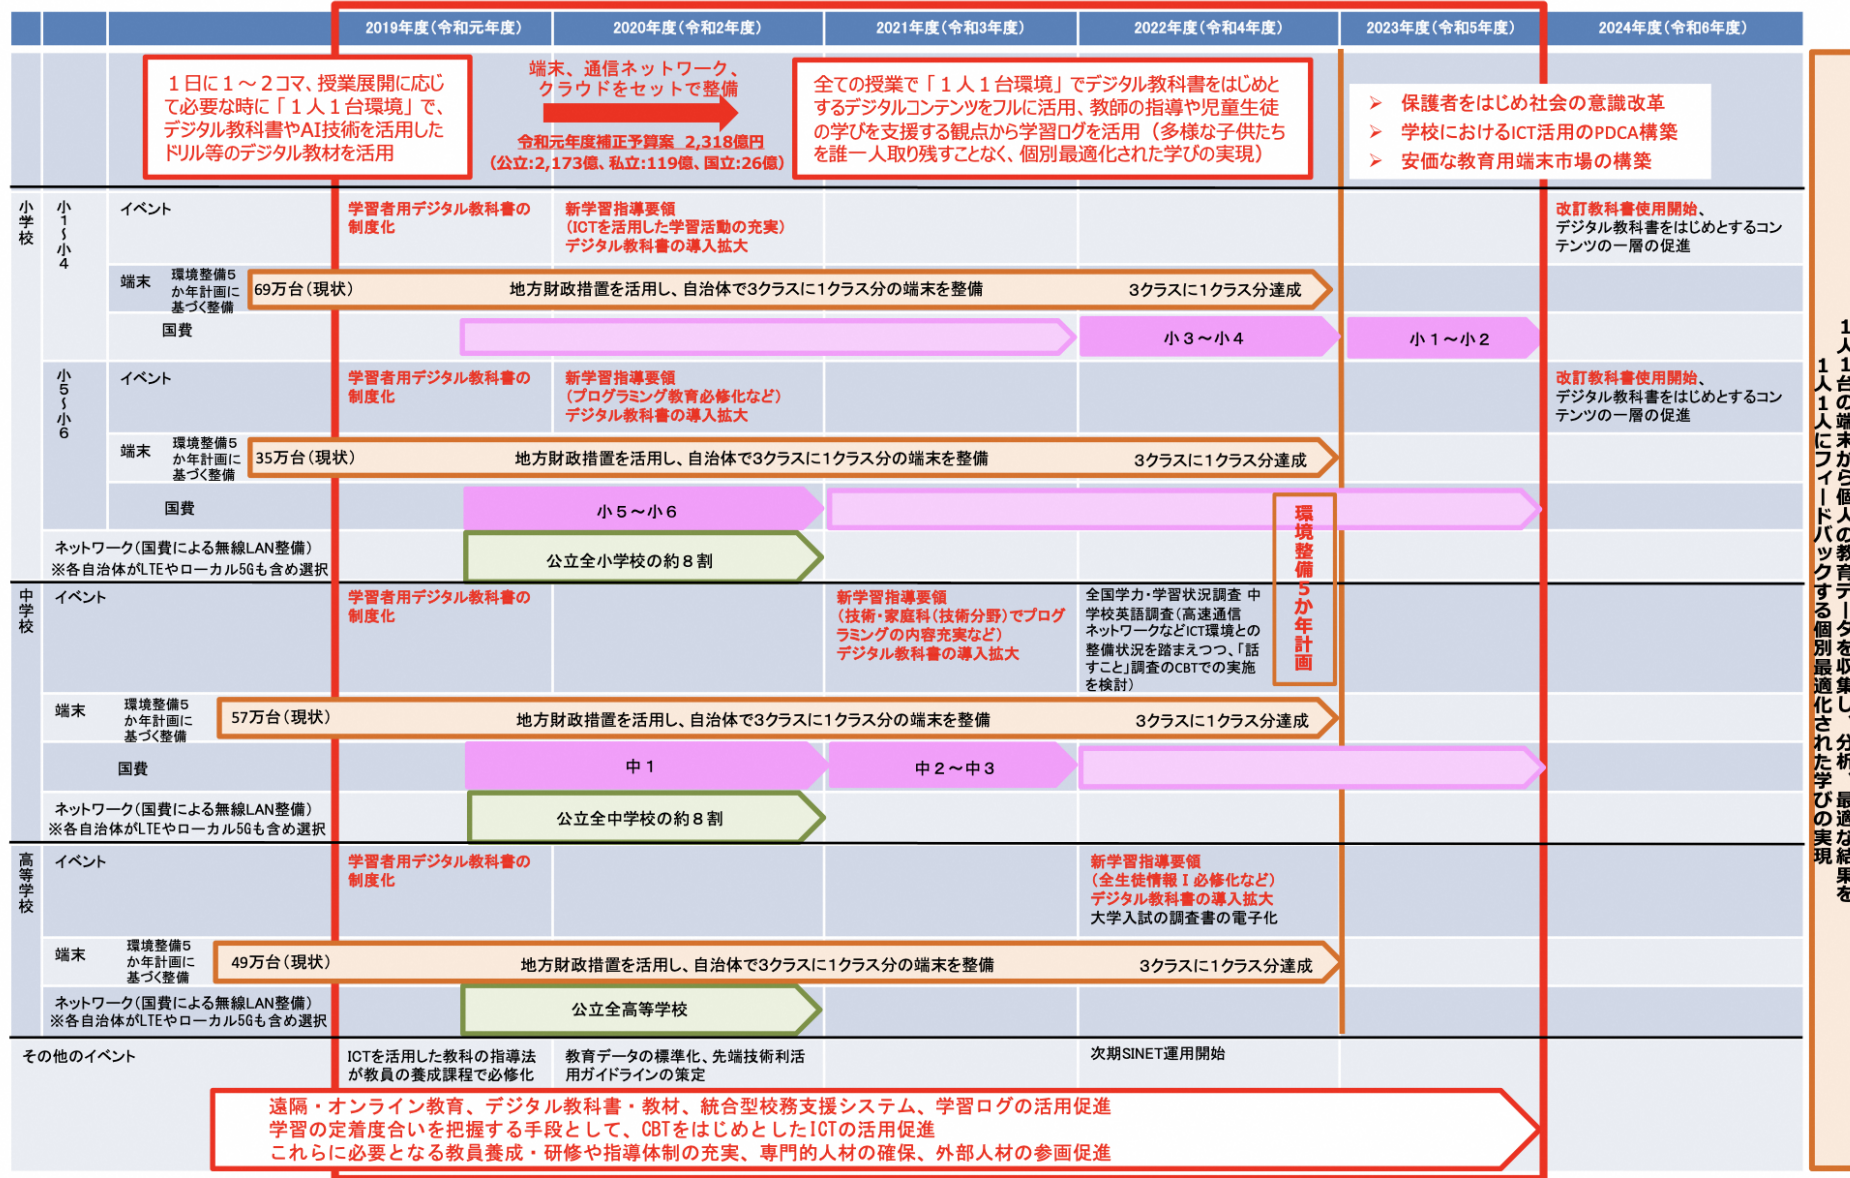 2019年度(令和元年度)
2020年度(令和2年度)
2021年度(令和3年度)
2022年度(令和4年度)
2023年度(令和5年度)
2024年度(令和6年度)
1日に1～2コマ、授業展開に応じ
て必要な時に「1人1台環境」で、
デジタル教科書やAI技術を活用した
ドリル等のデジタル教材を活用
端末、通信ネットワーク、
クラウドをセットで整備
令和元年度補正予算案 2,318億円
(公立:2,173億、私立:119億、国立:26億)
全ての授業で「1人1台環境」でデジタル教科書をはじめと
するデジタルコンテンツをフルに活用、教師の指導や児童生徒
の学びを支援する観点から学習ログを活用（多様な子供たち
を誰一人取り残すことなく、個別最適化された学びの実現）
➢ 保護者をはじめ社会の意識改革
➢ 学校におけるICT活用のPDCA構築
➢ 安価な教育用端末市場の構築
小学校
小1～小4
イベント
学習者用デジタル教科書の
制度化
新学習指導要領
(ICTを活用した学習活動の充実)
デジタル教科書の導入拡大
改訂教科書使用開始、
デジタル教科書をはじめとするコン
テンツの一層の促進
端末
環境整備5
か年計画に
基づく整備
69万台(現状)
地方財政措置を活用し、自治体で3クラスに1クラス分の端末を整備
3クラスに1クラス分達成
国費
小3～小4
小1～小2
小5～小6
イベント
学習者用デジタル教科書の
制度化
新学習指導要領
(プログラミング教育必修化など)
デジタル教科書の導入拡大
改訂教科書使用開始、
デジタル教科書をはじめとするコン
テンツの一層の促進
端末
環境整備5
か年計画に
基づく整備
35万台(現状)
地方財政措置を活用し、自治体で3クラスに1クラス分の端末を整備
3クラスに1クラス分達成
国費
小5～小6
環境整備5か年計画
ネットワーク(国費による無線LAN整備)
※各自治体がLTEやローカル5Gも含め選択
公立全小学校の約8割
中学校
イベント
学習者用デジタル教科書の
制度化
新学習指導要領
(技術・家庭科(技術分野)でプログ
ラミングの内容充実など)
デジタル教科書の導入拡大
全国学力・学習状況調査 中
学校英語調査(高速通信
ネットワークなどICT環境との
整備状況を踏まえつつ、「話
すこと」調査のCBTでの実施
を検討)
端末
環境整備5
か年計画に
基づく整備
57万台(現状)
地方財政措置を活用し、自治体で3クラスに1クラス分の端末を整備
3クラスに1クラス分達成
国費
中1
中2～中3
ネットワーク(国費による無線LAN整備)
※各自治体がLTEやローカル5Gも含め選択
公立全中学校の約8割
高等学校
イベント
学習者用デジタル教科書の
制度化
新学習指導要領
(全生徒情報Ⅰ必修化など)
デジタル教科書の導入拡大
大学入試の調査書の電子化
端末
環境整備5
か年計画に
基づく整備
49万台(現状)
地方財政措置を活用し、自治体で3クラスに1クラス分の端末を整備
3クラスに1クラス分達成
ネットワーク(国費による無線LAN整備)
※各自治体がLTEやローカル5Gも含め選択
公立全高等学校
その他のイベント
ICTを活用した教科の指導法
が教員の養成課程で必修化
教育データの標準化、先端技術利活
用ガイドラインの策定
次期SINET運用開始
遠隔・オンライン教育、デジタル教科書・教材、統合型校務支援システム、学習ログの活用促進
学習の定着度合いを把握する手段として、CBTをはじめとしたICTの活用促進
これらに必要となる教員養成・研修や指導体制の充実、専門的人材の確保、外部人材の参画促進
1人1台の端末から個人の教育データを収集し、分析、最適な結果を
1人1人にフィードバックする個別最適化された学びの実現